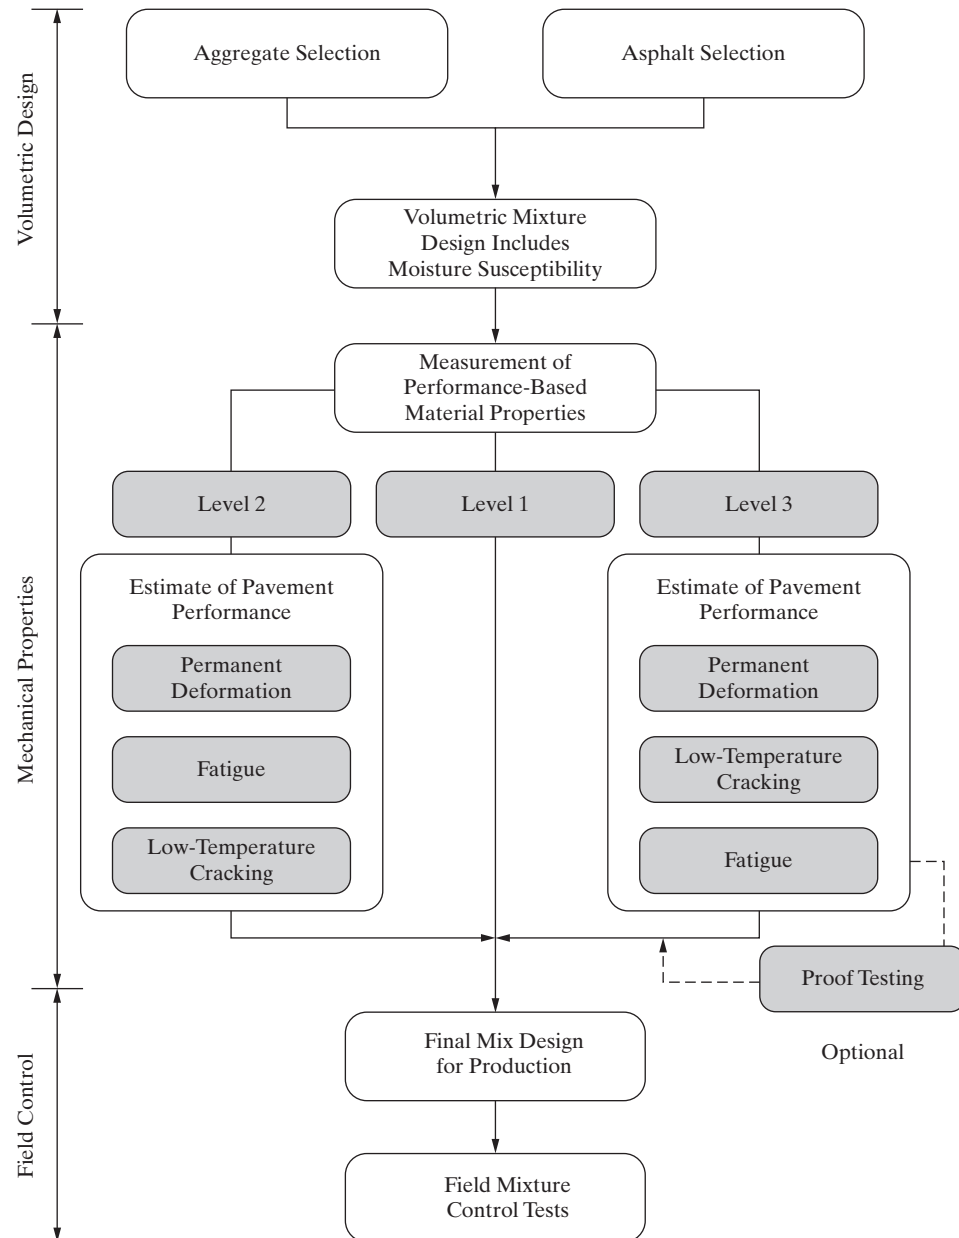 Aggregate Selection
Asphalt Selection
Volumetric Design
Volumetric Mixture
Design Includes
Moisture Susceptibility
Measurement of
Performance-Based
Material Properties
Level 2
Level 1
Level 3
Mechanical Properties
Estimate of Pavement
Performance
Permanent
Deformation
Fatigue
Low-Temperature
Cracking
Estimate of Pavement
Performance
Permanent
Deformation
Low-Temperature
Cracking
Fatigue
Proof Testing
Optional
Field Control
Final Mix Design
for Production
Field Mixture
Control Tests